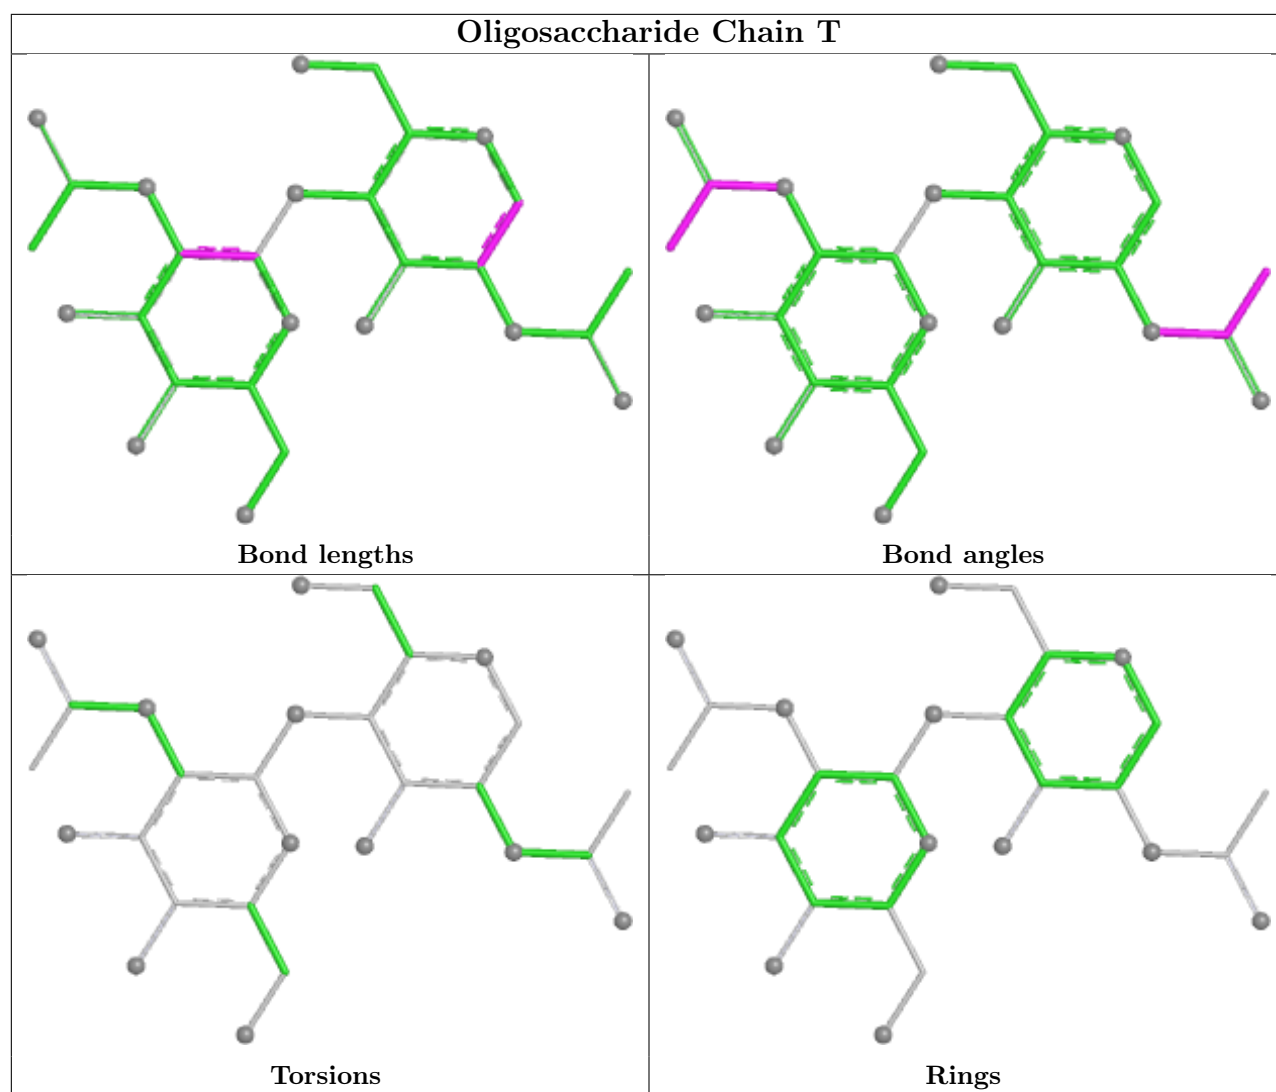 Oligosaccharide Chain T
Bond lengths
Bond angles
Torsions
Rings